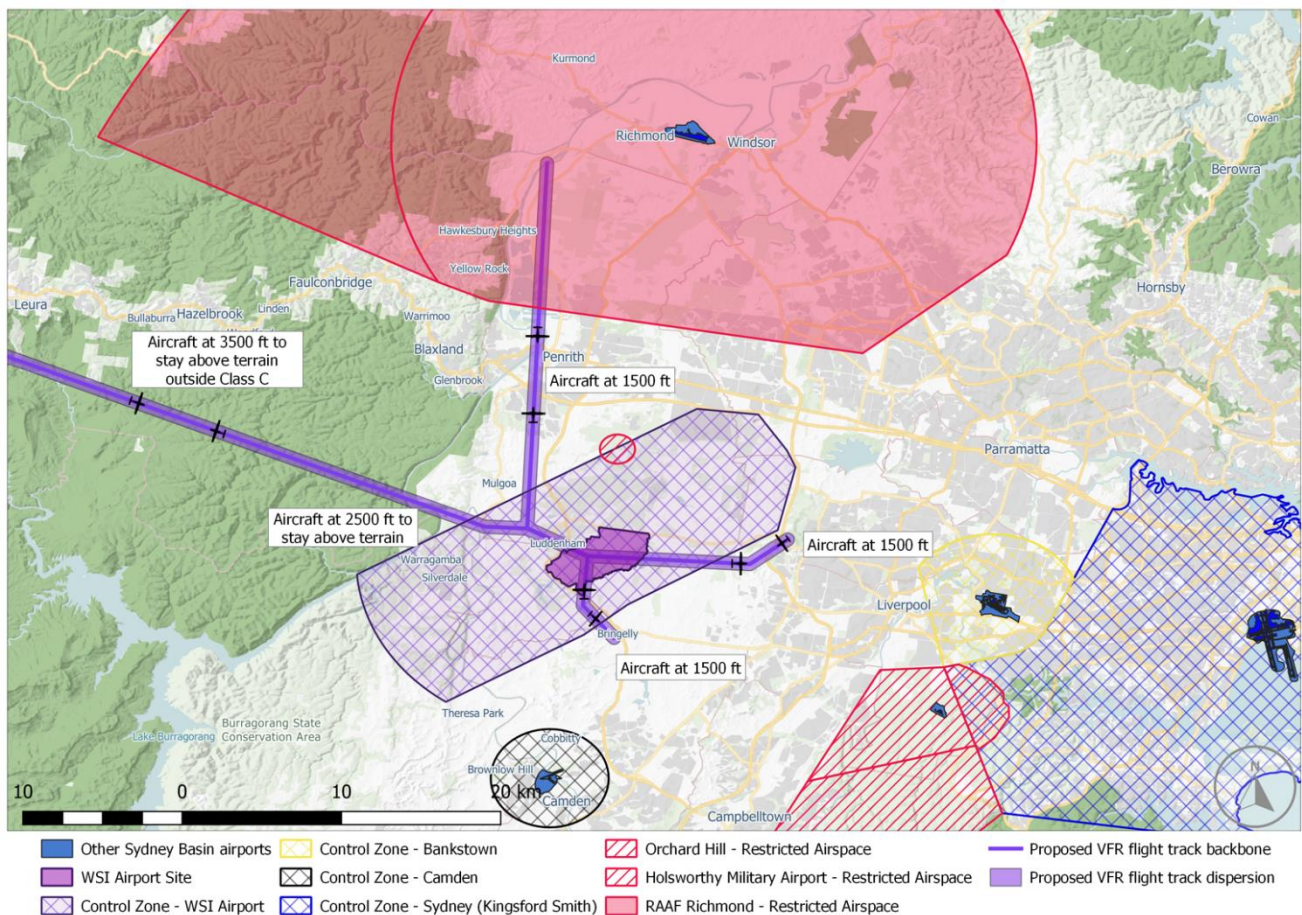 Kurmond
Cowan
Richmond
Windsor
Berowra
Hawkesbury Heights
Yellow Rock
Faulconbridge
Hornsby
Leura
Linden
Bullaburra
Hazelbrook
Warrimoo
Aircraft at 3500 ft to
stay above terrain
outside Class C
Blaxland
Penrith
Glenbrook
Aircraft at 1500 ft
Parramatta
Mulgoa
Aircraft at 2500 ft to
stay above terrain
Luddenham
Aircraft at 1500 ft
Warragamba
Silverdale
Liverpool
Bringelly
Aircraft at 1500 ft
Theresa Park
Burragorang State
Conservation Area
Lake Burragorang
Cobbitty
Brownlow Hill
Camden
Campbelltown
10 0 10 20 km
Other Sydney Basin airports
WSI Airport Site
Control Zone - WSI Airport
Control Zone - Bankstown
Control Zone - Camden
Control Zone - Sydney (Kingsford Smith)
Orchard Hill - Restricted Airspace
Holsworthy Military Airport - Restricted Airspace
RAAF Richmond - Restricted Airspace
Proposed VFR flight track backbone
Proposed VFR flight track dispersion